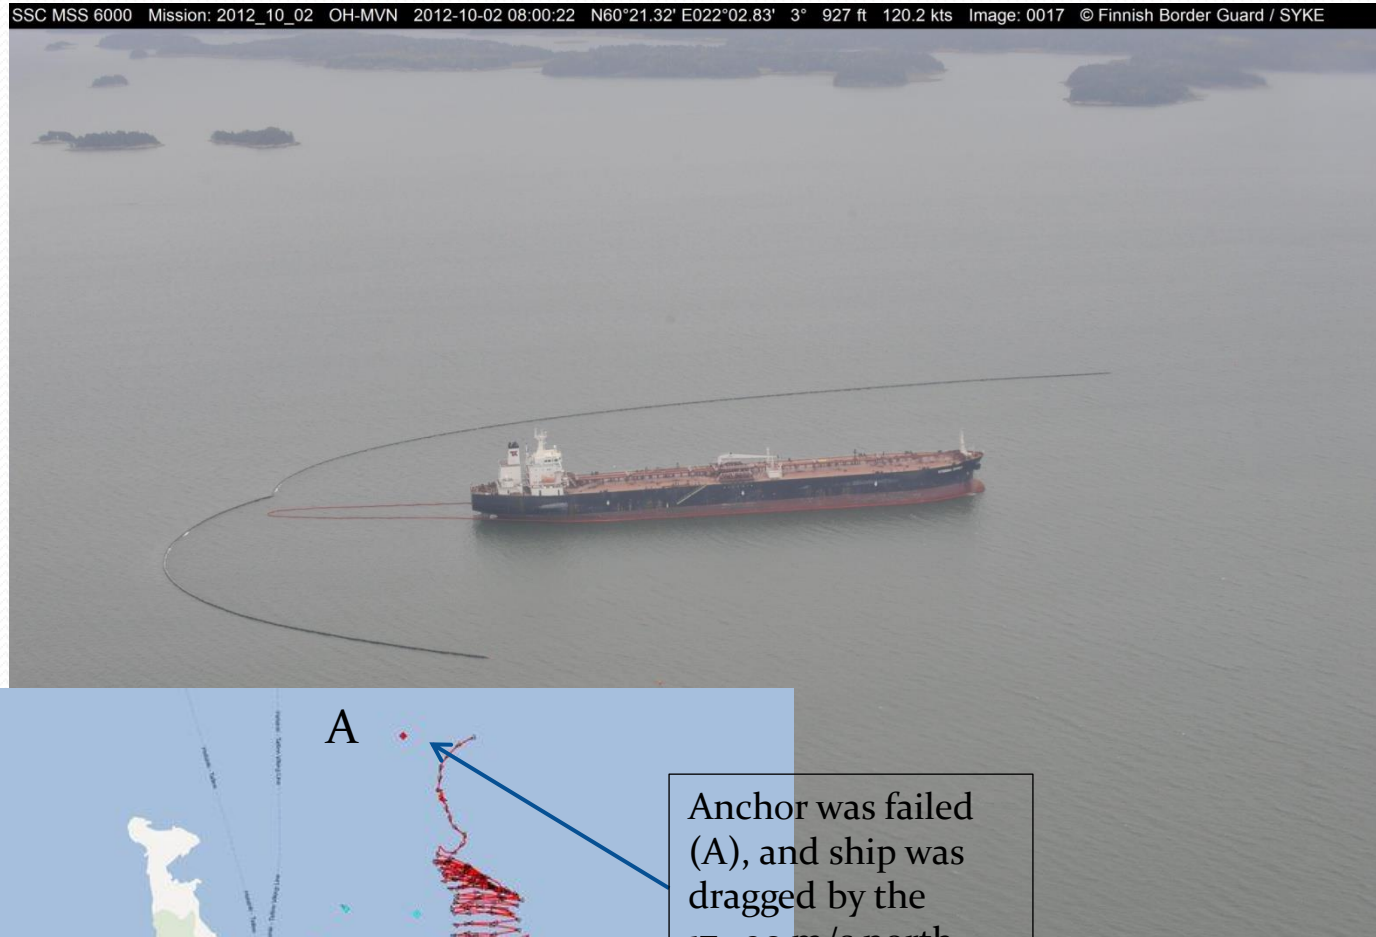 SSC MSS 6000 Mission: 2012_10_02 OH-MVN 2012-10-02 08:00:22 N60°21.32' E022°02.83' 3° 927 ft 120.2 kts Image: 0017 © Finnish Border Guard / SYKE
A
Anchor was failed
(A), and ship was
dragged by the
m/s north